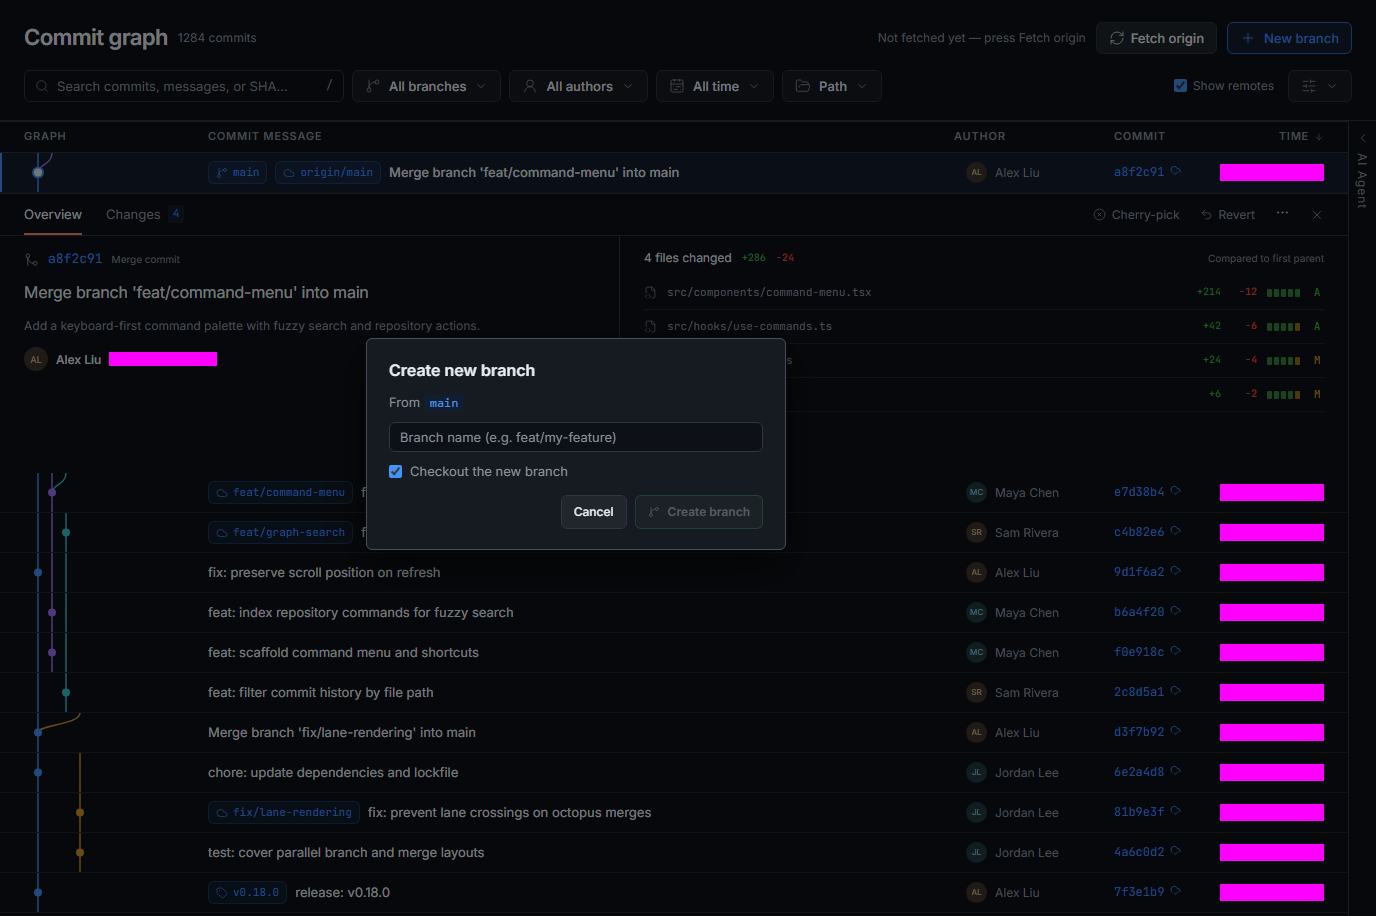 Commit graph 1284 commits
Not fetched yet — press Fetch origin
Fetch origin
New branch
Search commits, messages, or SHA... /
All branches
All authors
All time
Path
Show remotes
GRAPH COMMIT MESSAGE AUTHOR COMMIT TIME
AI Agent
main origin/main Merge branch 'feat/command-menu' into main AL Alex Liu a8f2c91
Overview Changes 4 Cherry-pick Revert
a8f2c91 Merge commit
Merge branch 'feat/command-menu' into main
Add a keyboard-first command palette with fuzzy search and repository actions.
AL Alex Liu
4 files changed +286 -24 Compared to first parent
src/components/command-menu.tsx +214 -12 A
src/hooks/use-commands.ts +42 -6 A
s +24 -4 M
+6 -2 M
Create new branch
From main
Branch name (e.g. feat/my-feature)
Checkout the new branch
Cancel Create branch
feat/command-menu f MC Maya Chen e7d38b4
feat/graph-search f SR Sam Rivera c4b82e6
fix: preserve scroll position on refresh AL Alex Liu 9d1f6a2
feat: index repository commands for fuzzy search MC Maya Chen b6a4f20
feat: scaffold command menu and shortcuts MC Maya Chen f0e918c
feat: filter commit history by file path SR Sam Rivera 2c8d5a1
Merge branch 'fix/lane-rendering' into main AL Alex Liu d3f7b92
chore: update dependencies and lockfile JL Jordan Lee 6e2a4d8
fix/lane-rendering fix: prevent lane crossings on octopus merges JL Jordan Lee 81b9e3f
test: cover parallel branch and merge layouts JL Jordan Lee 4a6c0d2
v0.18.0 release: v0.18.0 AL Alex Liu 7f3e1b9